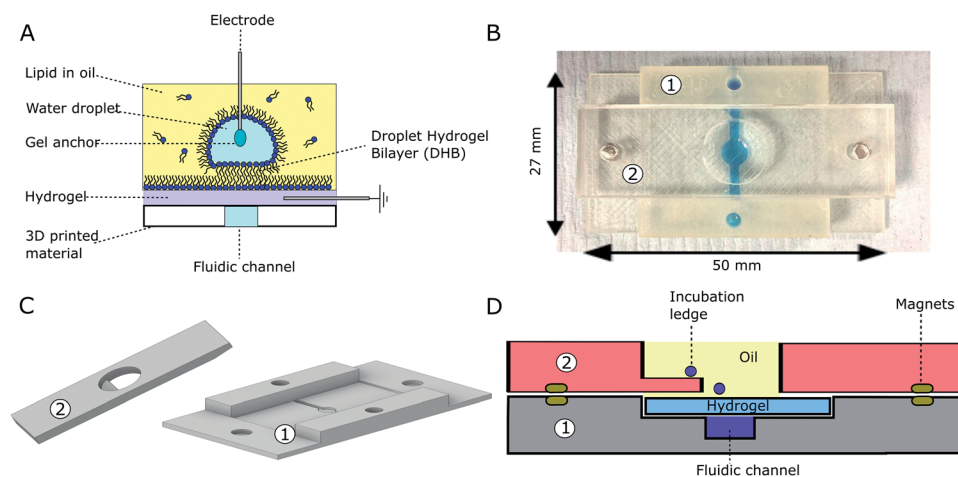 A
Electrode
Lipid in oil
Water droplet
Gel anchor
Droplet Hydrogel
Bilayer (DHB)
Hydrogel
3D printed
material
Fluidic channel
B
1
2
27 mm
50 mm
C
2
1
D
Incubation
ledge
Magnets
Oil
2
Hydrogel
1
Fluidic channel